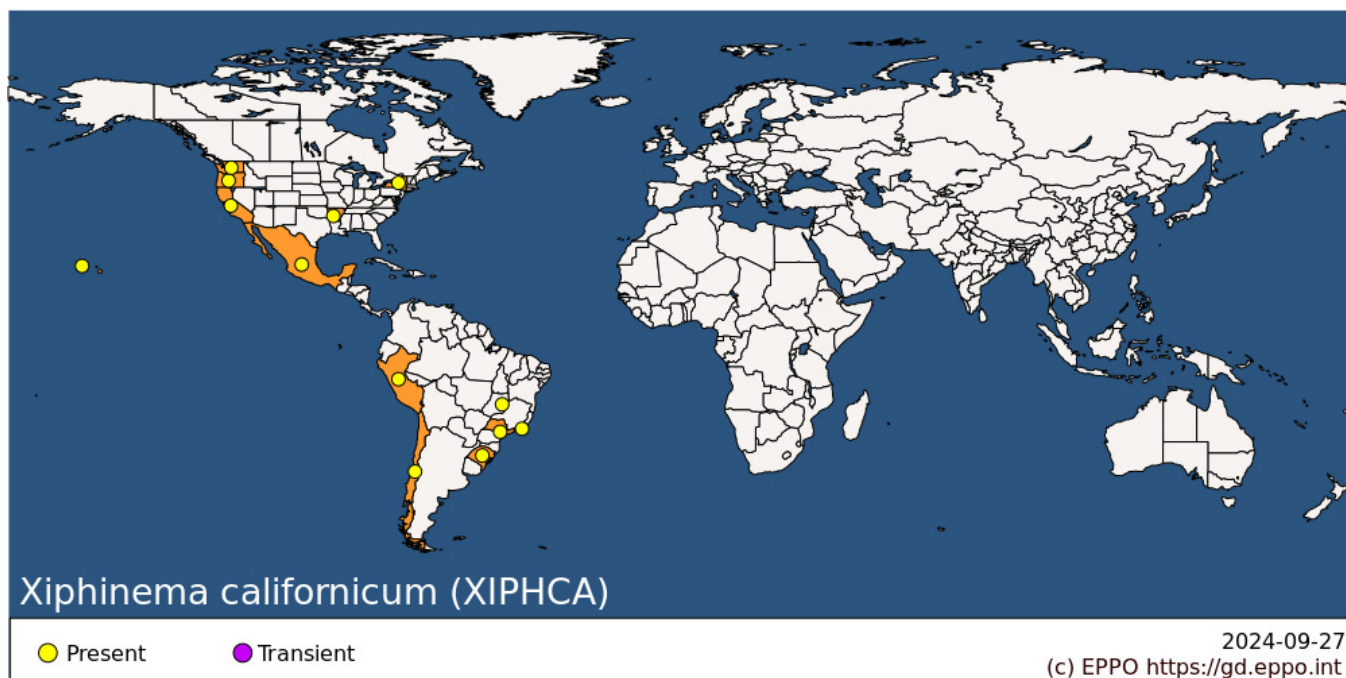 Xiphinema californicum (XIPHCA)
Present
Transient
2024-09-27
(c) EPPO https://gd.eppo.int